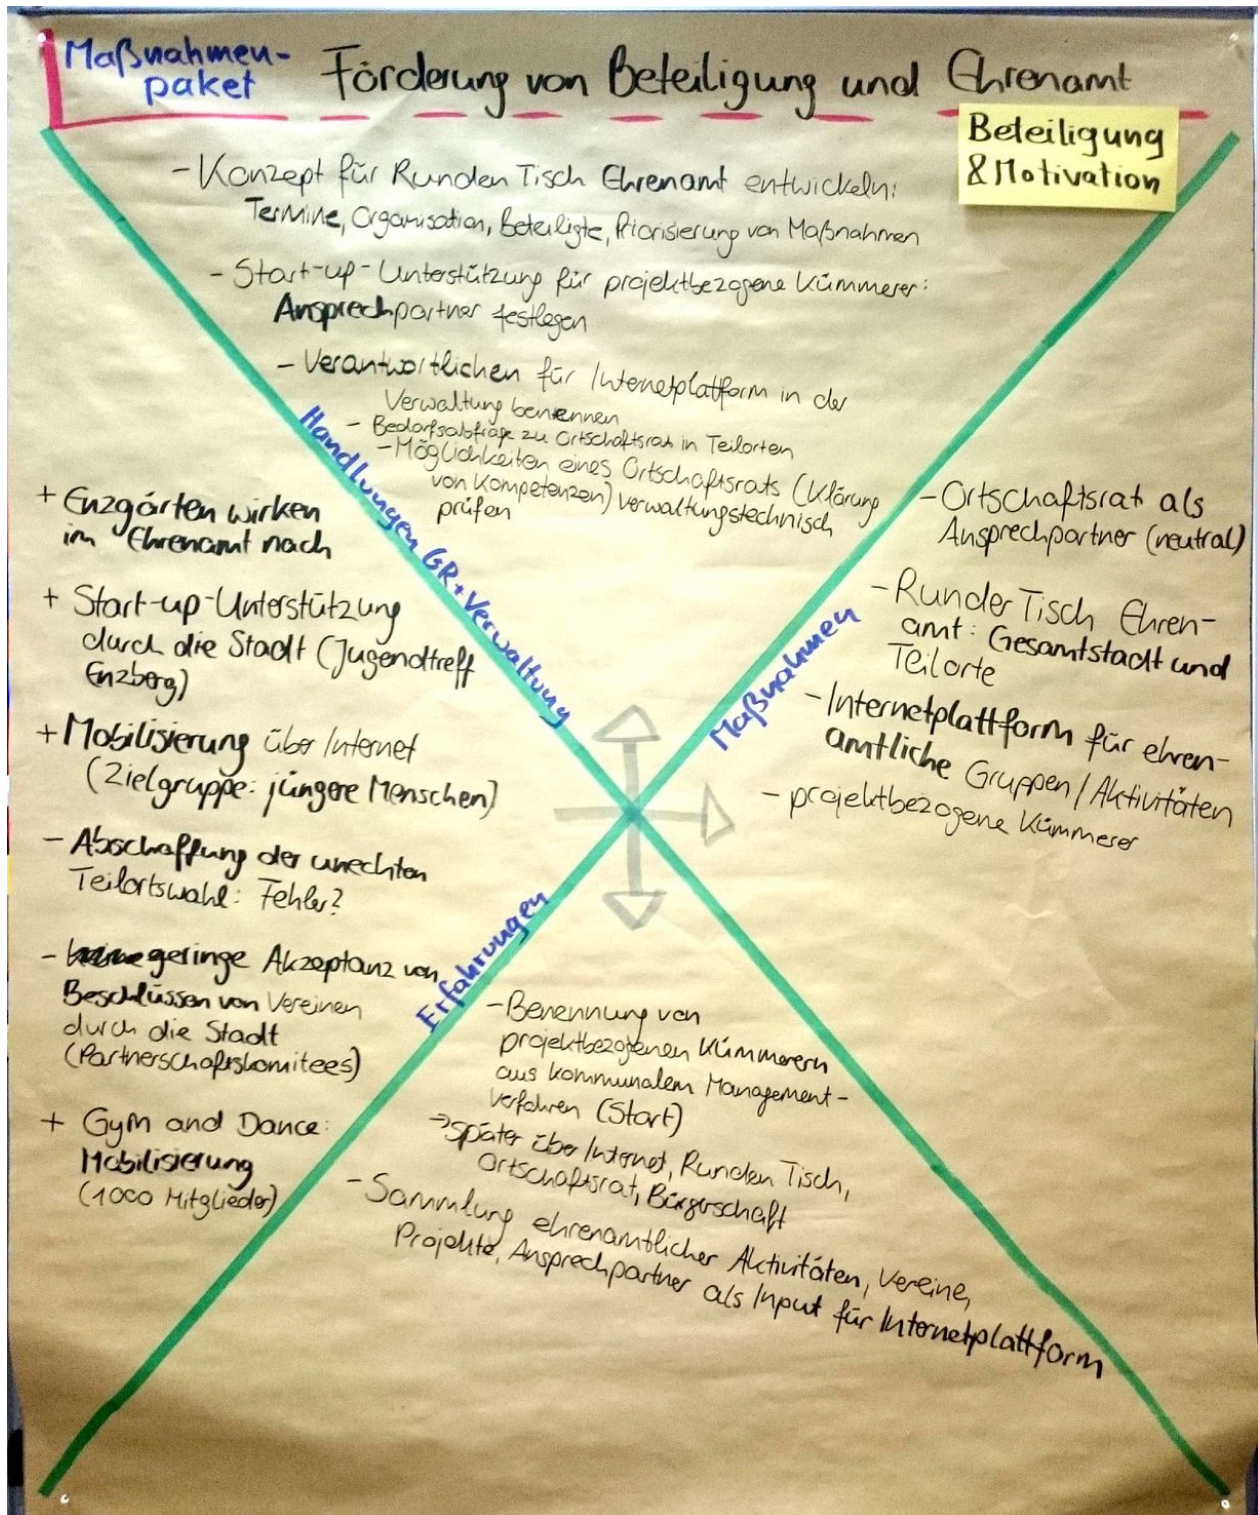 Maßnahmen-
paket
Förderung von Beteiligung und Ehrenamt
Beteiligung
& Motivation
- Konzept für Runden Tisch Ehrenamt entwickeln:
Termine, Organisation, Beteiligte, Priorisierung von Maßnahmen
- Start-up-Unterstützung für projektbezogene Kümmerer:
Ansprechpartner festlegen
- Verantwortlichen für Internetplattform in der
Verwaltung benennen
- Bedarfsabfrage zu Ortschaftsrat in Teilorten
- Möglichkeiten eines Ortschaftsrats (Klärung
von Kompetenzen) verwaltungstechnisch
prüfen
Handlungen GR + Verwaltung
+ Enzgärten wirken
im Ehrenamt nach
+ Start-up-Unterstützung
durch die Stadt (Jugendtreff
Enzberg)
+ Mobilisierung über Internet
(Zielgruppe: jüngere Menschen)
- Abschaffung der unechten
Teilortswahl: Fehler?
- geringe Akzeptanz von
Beschlüssen von Vereinen
durch die Stadt
(Partnerschaftskomitees)
+ Gym and Dance:
Mobilisierung
(1000 Mitglieder)
Erfahrungen
Maßnahmen
- Ortschaftsrat als
Ansprechpartner (neutral)
- Runder Tisch Ehren-
amt: Gesamtstadt und
Teilorte
- Internetplattform für ehren-
amtliche Gruppen / Aktivitäten
- projektbezogene Kümmerer
- Benennung von
projektbezogenen Kümmerern
aus kommunalem Management-
verfahren (Start)
→ später über Internet, Runden Tisch,
Ortschaftsrat, Bürgerschaft
- Sammlung ehrenamtlicher Aktivitäten, Vereine,
Projekte, Ansprechpartner als Input für Internetplattform